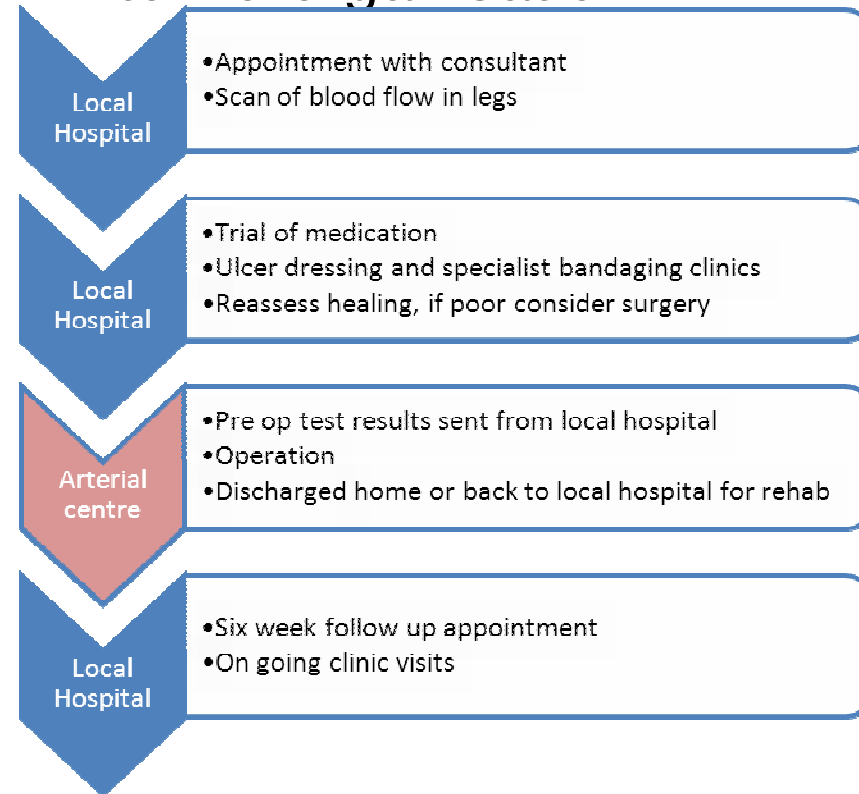 Local
Hospital
•Appointment with consultant
•Scan of blood flow in legs
Local
Hospital
•Trial of medication
•Ulcer dressing and specialist bandaging clinics
•Reassess healing, if poor consider surgery
Arterial
centre
•Pre op test results sent from local hospital
•Operation
•Discharged home or back to local hospital for rehab
Local
Hospital
•Six week follow up appointment
•On going clinic visits